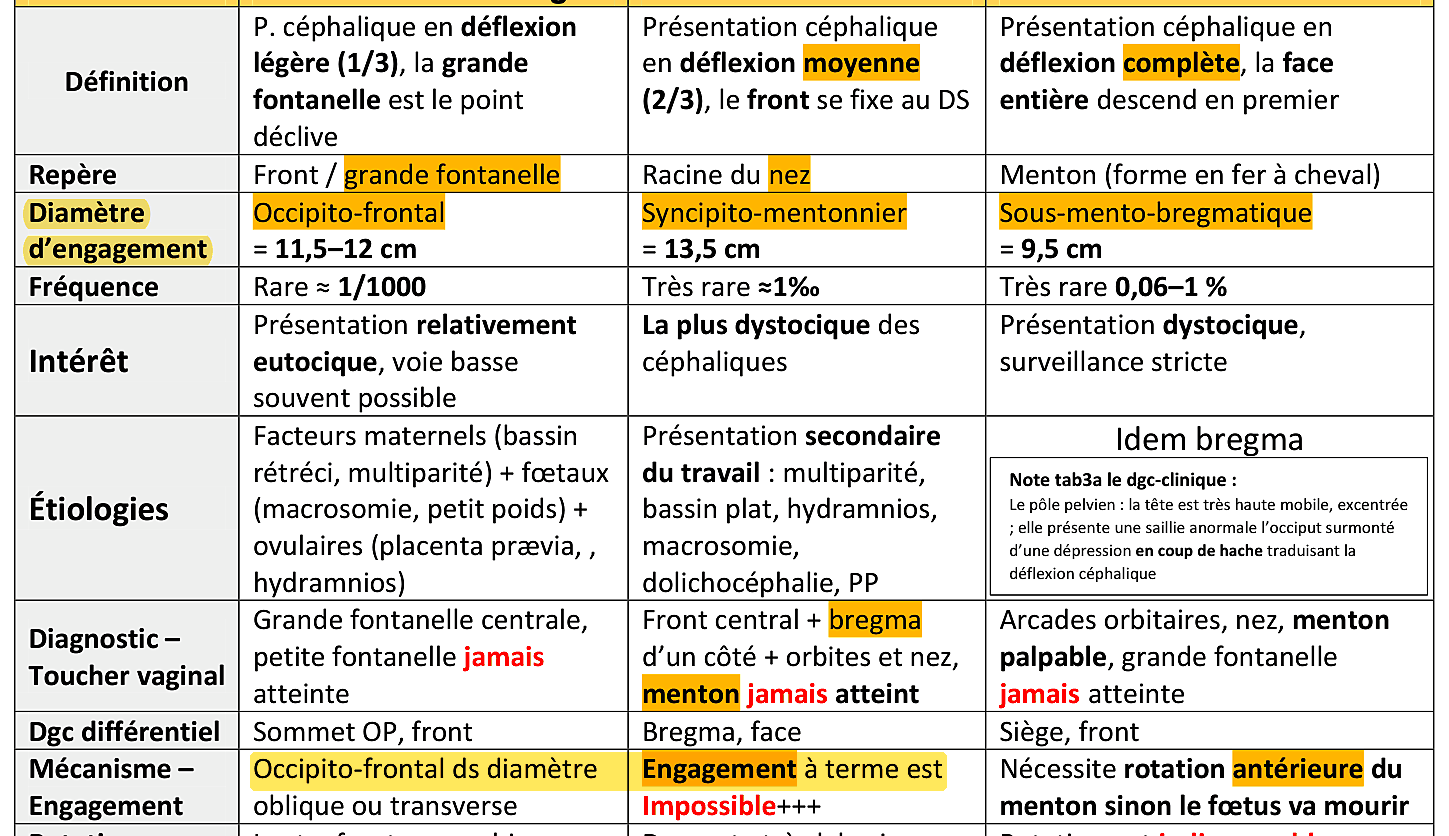 Définition
P. céphalique en déflexion
légère (1/3), la grande
fontanelle est le point
déclive
Présentation céphalique
en déflexion moyenne
(2/3), le front se fixe au DS
Présentation céphalique en
déflexion complète, la face
entière descend en premier
Repère
Front / grande fontanelle
Racine du nez
Menton (forme en fer à cheval)
Diamètre
d’engagement
Occipito-frontal
= 11,5–12 cm
Syncipito-mentonnier
= 13,5 cm
Sous-mento-bregmatique
= 9,5 cm
Fréquence
Rare ≈ 1/1000
Très rare ≈1‰
Très rare 0,06–1 %
Intérêt
Présentation relativement
eutocique, voie basse
souvent possible
La plus dystocique des
céphaliques
Présentation dystocique,
surveillance stricte
Étiologies
Facteurs maternels (bassin
rétréci, multiparité) + fœtaux
(macrosomie, petit poids) +
ovulaires (placenta prævia, ,
hydramnios)
Présentation secondaire
du travail : multiparité,
bassin plat, hydramnios,
macrosomie,
dolichocéphalie, PP
Idem bregma
Note tab3a le dgc-clinique :
Le pôle pelvien : la tête est très haute mobile, excentrée
; elle présente une saillie anormale l’occiput surmonté
d’une dépression en coup de hache traduisant la
déflexion céphalique
Diagnostic –
Toucher vaginal
Grande fontanelle centrale,
petite fontanelle jamais
atteinte
Front central + bregma
d’un côté + orbites et nez,
menton jamais atteint
Arcades orbitaires, nez, menton
palpable, grande fontanelle
jamais atteinte
Dgc différentiel
Sommet OP, front
Bregma, face
Siège, front
Mécanisme –
Engagement
Occipito-frontal ds diamètre
oblique ou transverse
Engagement à terme est
Impossible+++
Nécessite rotation antérieure du
menton sinon le fœtus va mourir